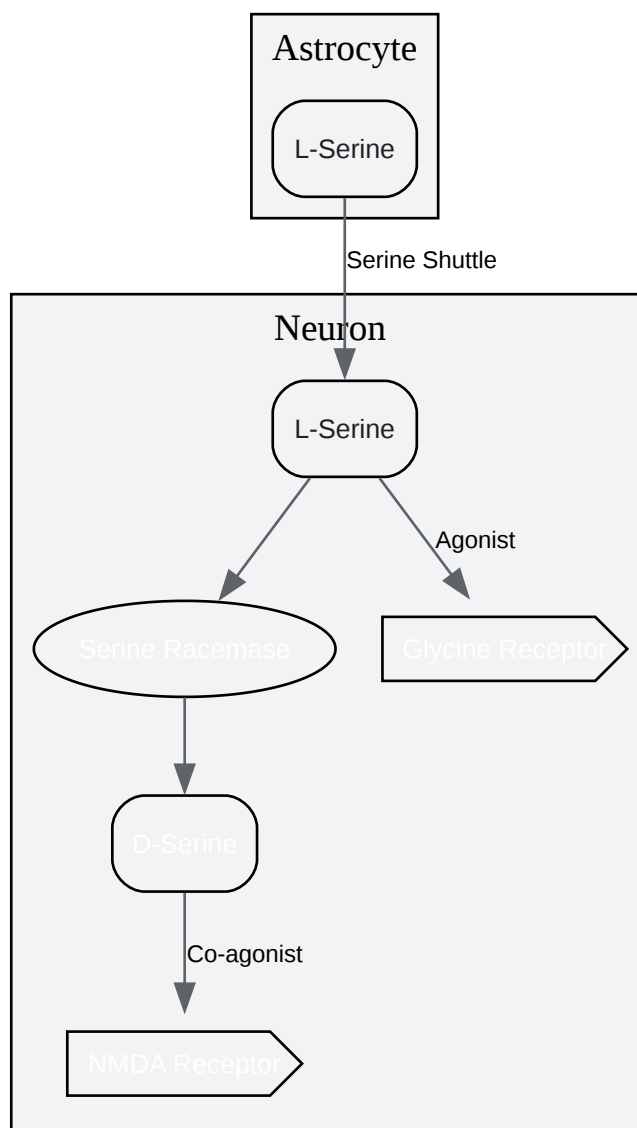 Astrocyte
L-Serine
Serine Shuttle
Neuron
L-Serine
Agonist
Serine Racemase
Glycine Receptor
D-Serine
Co-agonist
NMDA Receptor